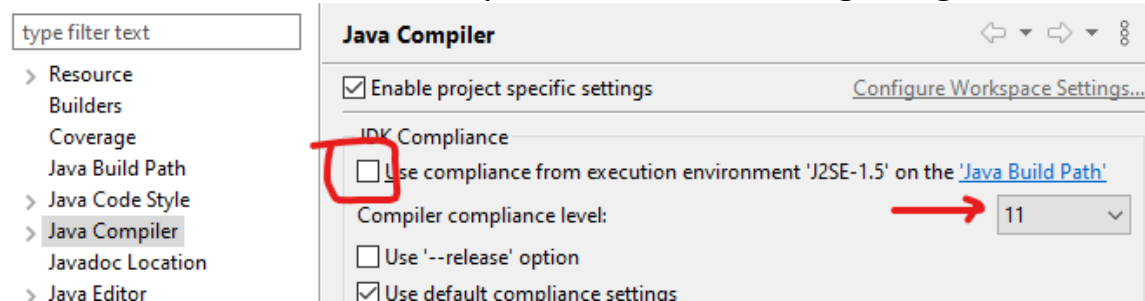 type filter text
Resource
Builders
Coverage
Java Build Path
Java Code Style
Java Compiler
Javadoc Location
Java Editor
Java Compiler
Enable project specific settings
Configure Workspace Settings...
JDK Compliance
Use compliance from execution environment 'J2SE-1.5' on the 'Java Build Path'
Compiler compliance level:
11
Use '--release' option
Use default compliance settings